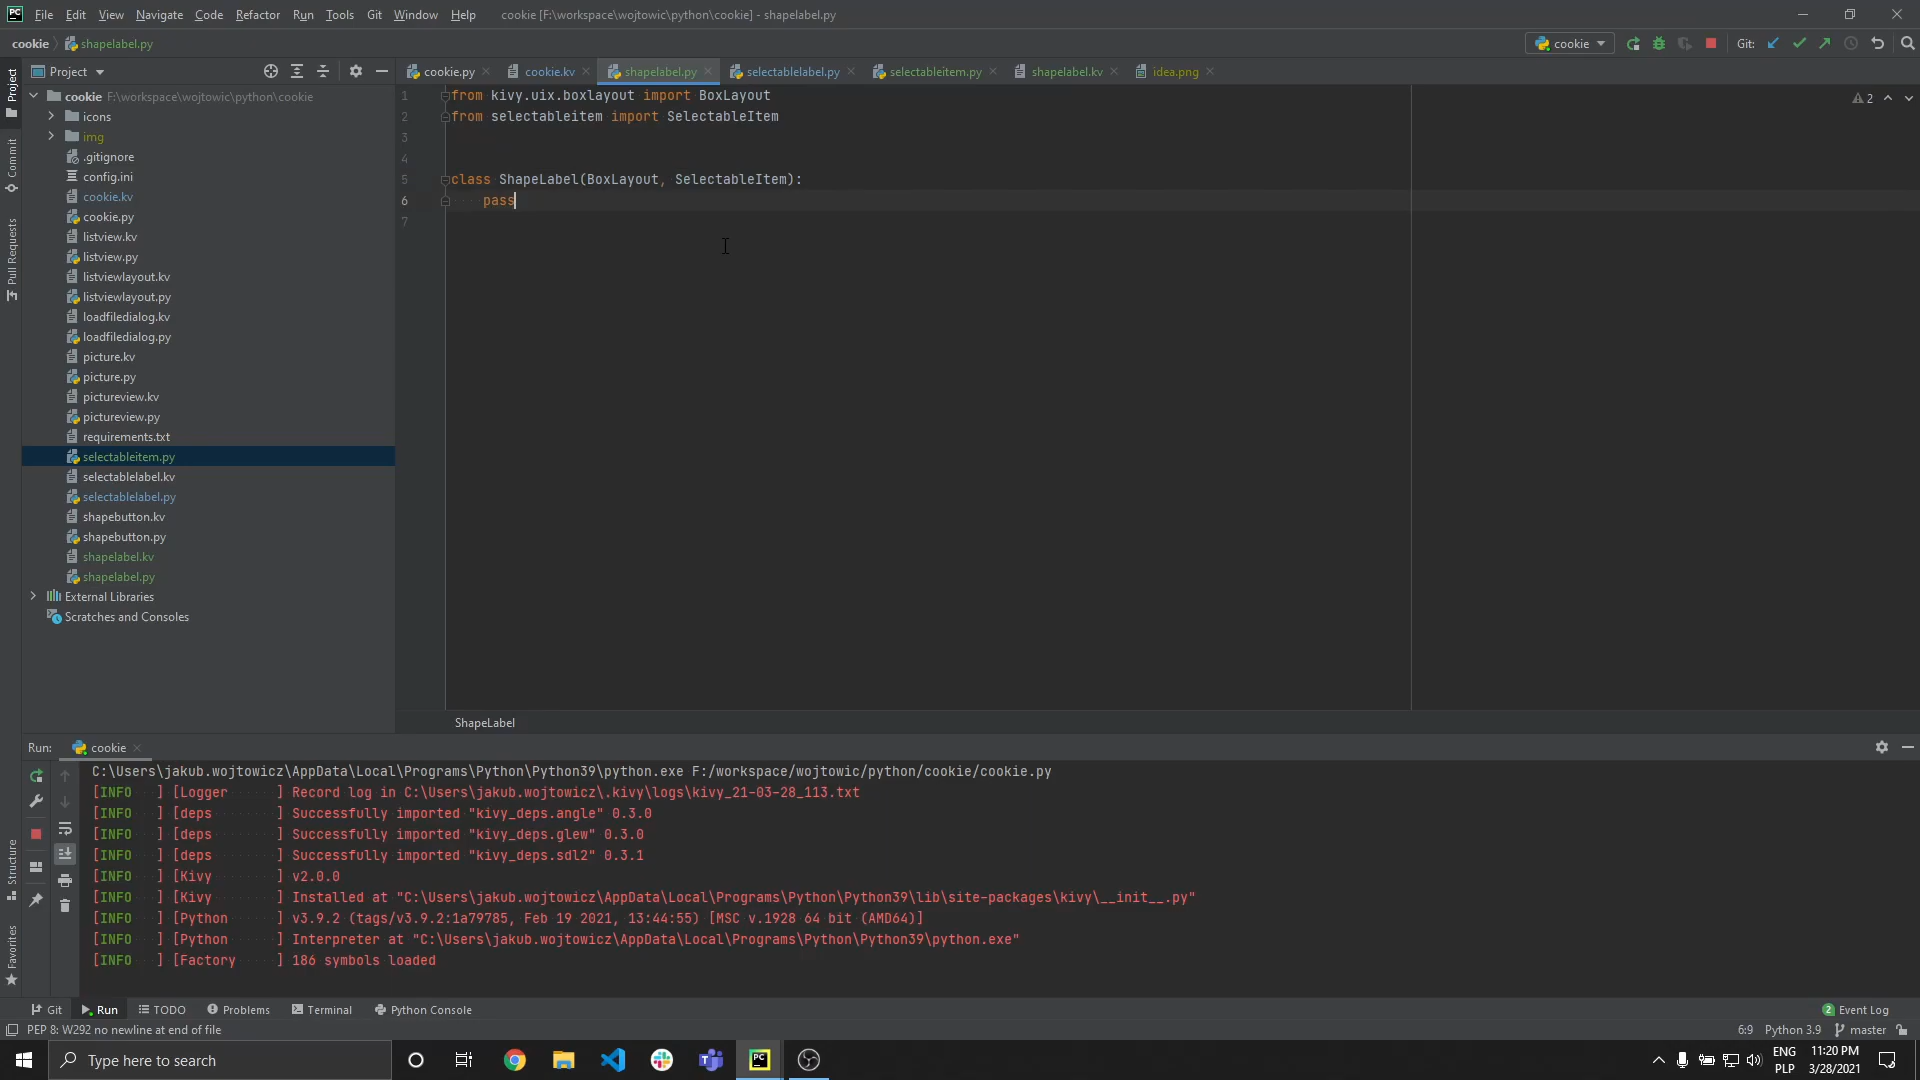 PC File Edit View Navigate Code Refactor Run Tools Git Window Help cookie [F:\workspace\wojtowic\python\cookie] - shapelabel.py
cookie shapelabel.py cookie Git:
Project
cookie.py cookie.kv shapelabel.py selectablelabel.py selectableitem.py shapelabel.kv idea.png
cookie F:\workspace\wojtowic\python\cookie
icons
img
.gitignore
config.ini
cookie.kv
cookie.py
listview.kv
listview.py
listviewlayout.kv
listviewlayout.py
loadfiledialog.kv
loadfiledialog.py
picture.kv
picture.py
pictureview.kv
pictureview.py
requirements.txt
selectableitem.py
selectablelabel.kv
selectablelabel.py
shapebutton.kv
shapebutton.py
shapelabel.kv
shapelabel.py
External Libraries
Scratches and Consoles
Project
Commit
Pull Requests
Structure
Favorites
1 from kivy.uix.boxlayout import BoxLayout
2 from selectableitem import SelectableItem
3
4
5 class ShapeLabel(BoxLayout, SelectableItem):
6 pass
7
2
ShapeLabel
Run: cookie
C:\Users\jakub.wojtowicz\AppData\Local\Programs\Python\Python39\python.exe F:/workspace/wojtowic/python/cookie/cookie.py
[INFO ] [Logger ] Record log in C:\Users\jakub.wojtowicz\.kivy\logs\kivy_21-03-28_113.txt
[INFO ] [deps ] Successfully imported "kivy_deps.angle" 0.3.0
[INFO ] [deps ] Successfully imported "kivy_deps.glew" 0.3.0
[INFO ] [deps ] Successfully imported "kivy_deps.sdl2" 0.3.1
[INFO ] [Kivy ] v2.0.0
[INFO ] [Kivy ] Installed at "C:\Users\jakub.wojtowicz\AppData\Local\Programs\Python\Python39\lib\site-packages\kivy\__init__.py"
[INFO ] [Python ] v3.9.2 (tags/v3.9.2:1a79785, Feb 19 2021, 13:44:55) [MSC v.1928 64 bit (AMD64)]
[INFO ] [Python ] Interpreter at "C:\Users\jakub.wojtowicz\AppData\Local\Programs\Python\Python39\python.exe"
[INFO ] [Factory ] 186 symbols loaded
Git Run TODO Problems Terminal Python Console 2 Event Log
PEP 8: W292 no newline at end of file 6:9 Python 3.9 master
Type here to search PC ENG 11:20 PM
PLP 3/28/2021